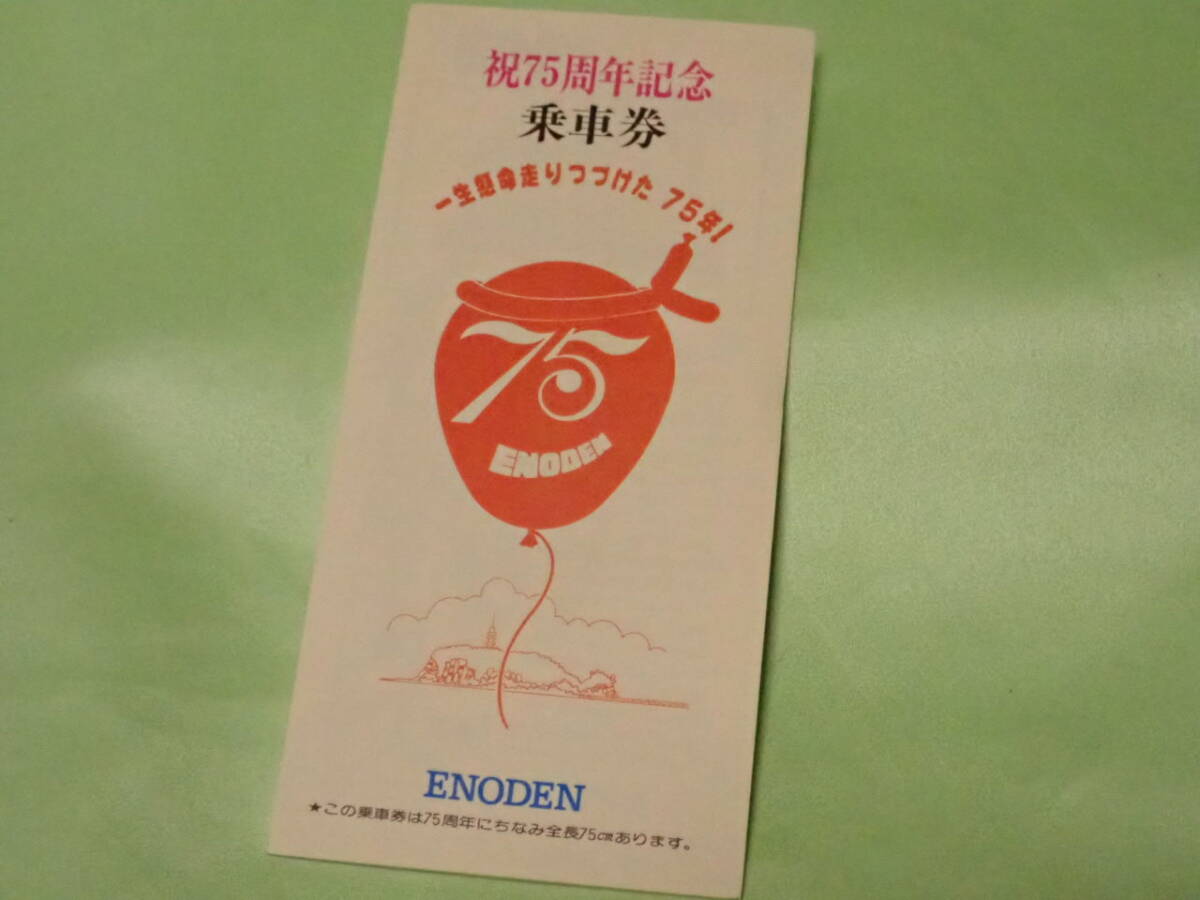 祝75周年記念
乗車券
一生懸命走りつづけた 75年!
75
ENODEN
ENODEN
★この乗車券は75周年にちなみ全長75㎝あります。